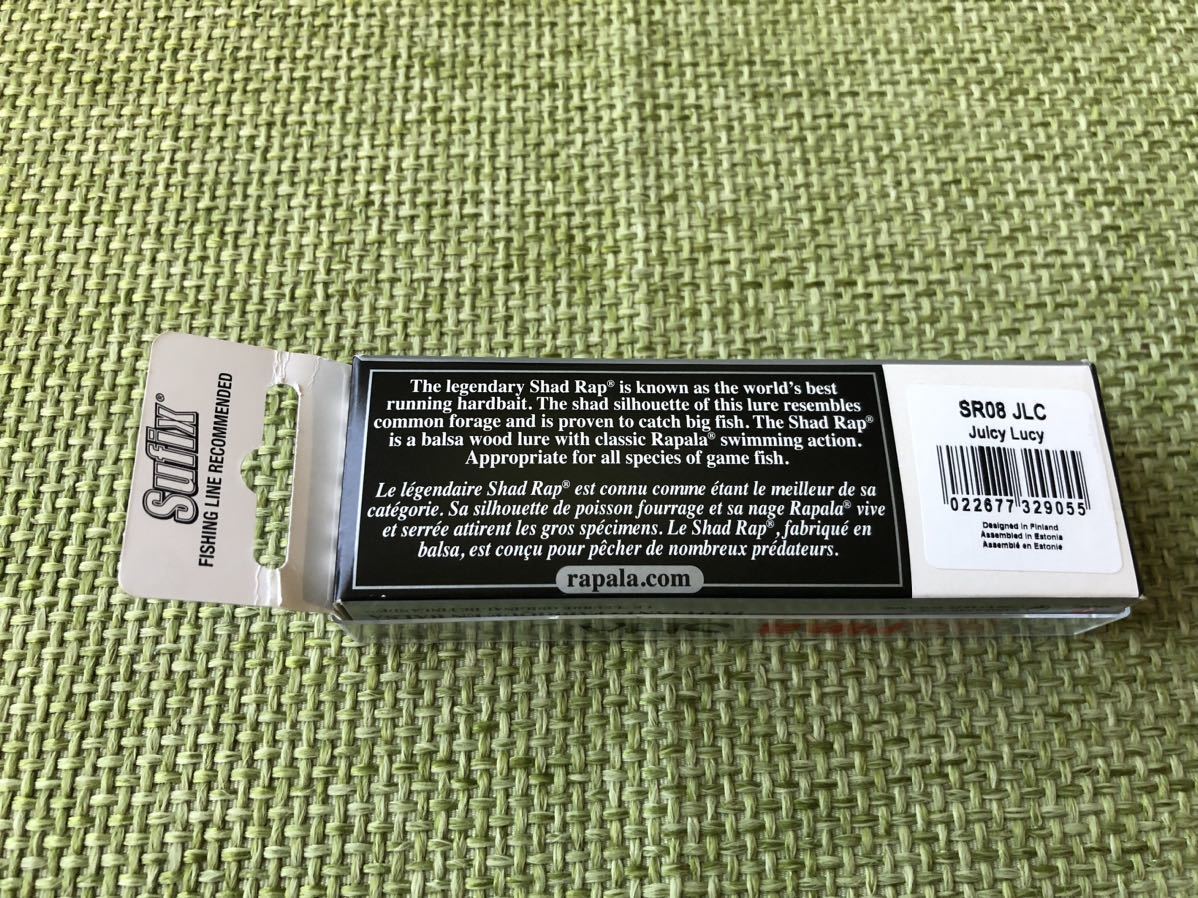 Sufix®
FISHING LINE RECOMMENDED
The legendary Shad Rap® is known as the world's best
running hardbait. The shad silhouette of this lure resembles
common forage and is proven to catch big fish. The Shad Rap®
is a balsa wood lure with classic Rapala® swimming action.
Appropriate for all species of game fish.
Le légendaire Shad Rap® est connu comme étant le meilleur de sa
catégorie. Sa silhouette de poisson fourrage et sa nage Rapala® vive
et serrée attirent les gros spécimens. Le Shad Rap®, fabriqué en
balsa, est conçu pour pêcher de nombreux prédateurs.
rapala.com
SR08 JLC
Juicy Lucy
022677 329055
Designed in Finland
Assembled in Estonia
Assemblé en Estonie